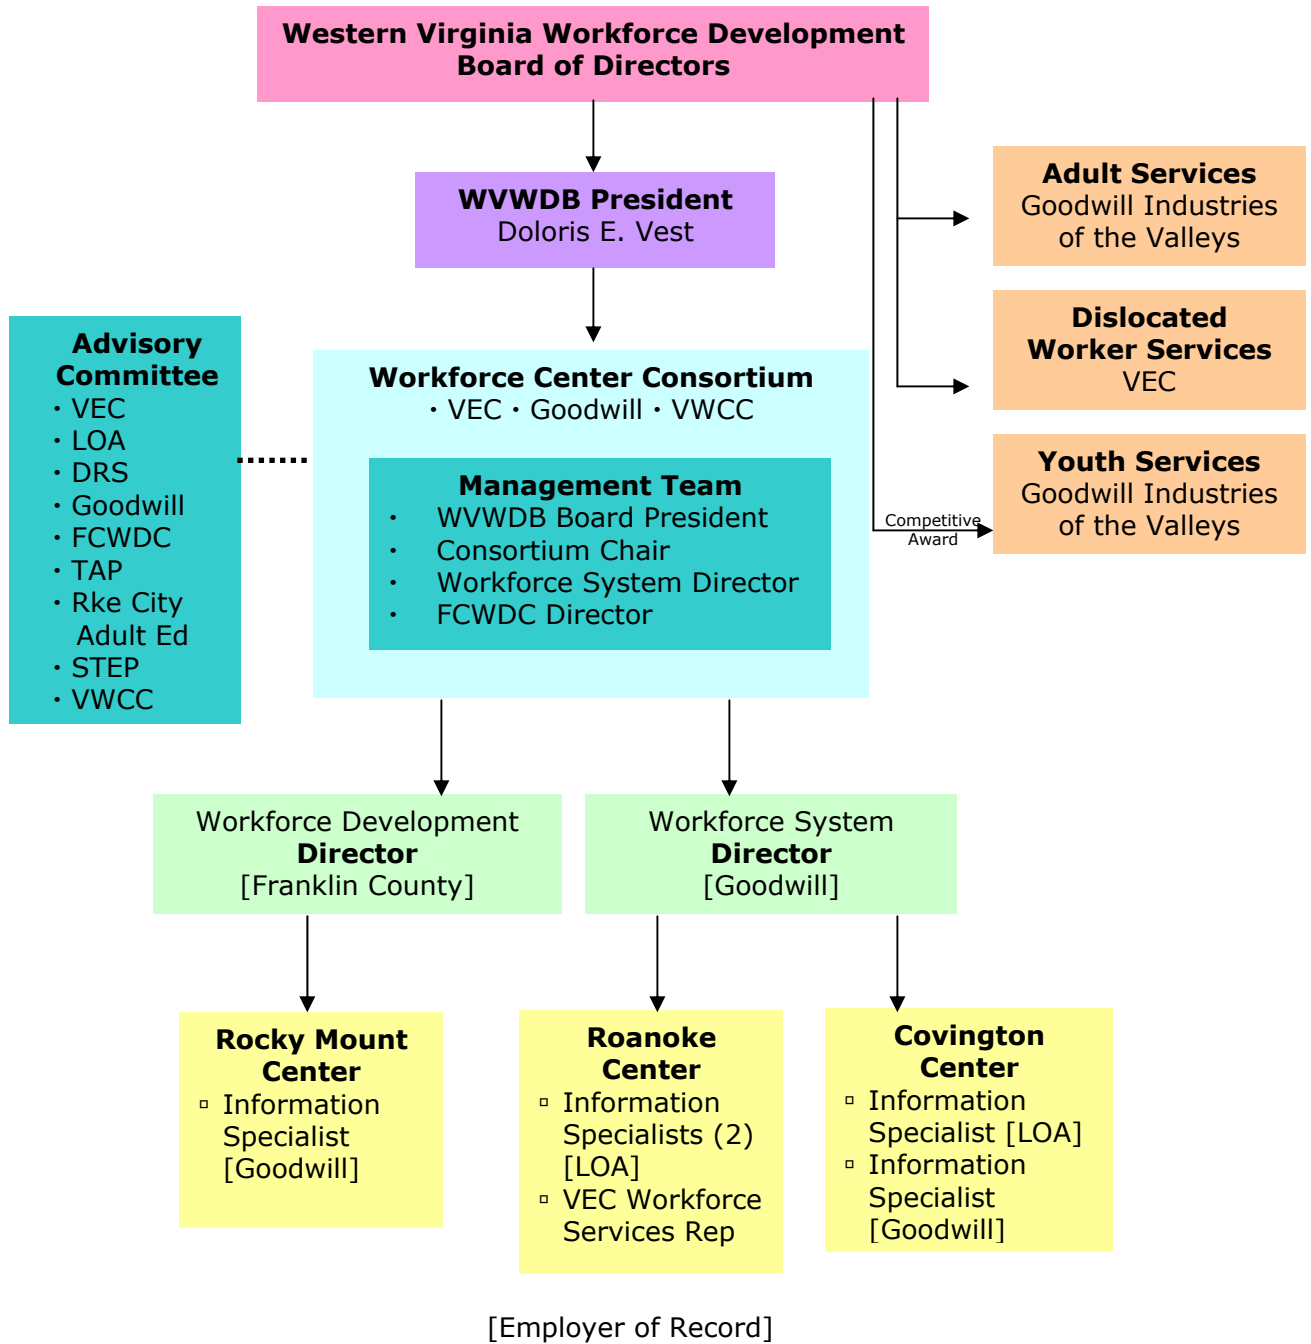 Western Virginia Workforce Development
Board of Directors
WVWDB President
Doloris E. Vest
Adult Services
Goodwill Industries
of the Valleys
Dislocated
Worker Services
VEC
Youth Services
Goodwill Industries
of the Valleys
Competitive
Award
Advisory
Committee
· VEC
· LOA
· DRS
· Goodwill
· FCWDC
· TAP
· Rke City
Adult Ed
· STEP
· VWCC
Workforce Center Consortium
· VEC · Goodwill · VWCC
Management Team
· WVWDB Board President
· Consortium Chair
· Workforce System Director
· FCWDC Director
Workforce Development
Director
[Franklin County]
Workforce System
Director
[Goodwill]
Rocky Mount
Center
▫ Information
Specialist
[Goodwill]
Roanoke
Center
▫ Information
Specialists (2)
[LOA]
▫ VEC Workforce
Services Rep
Covington
Center
▫ Information
Specialist [LOA]
▫ Information
Specialist
[Goodwill]
[Employer of Record]